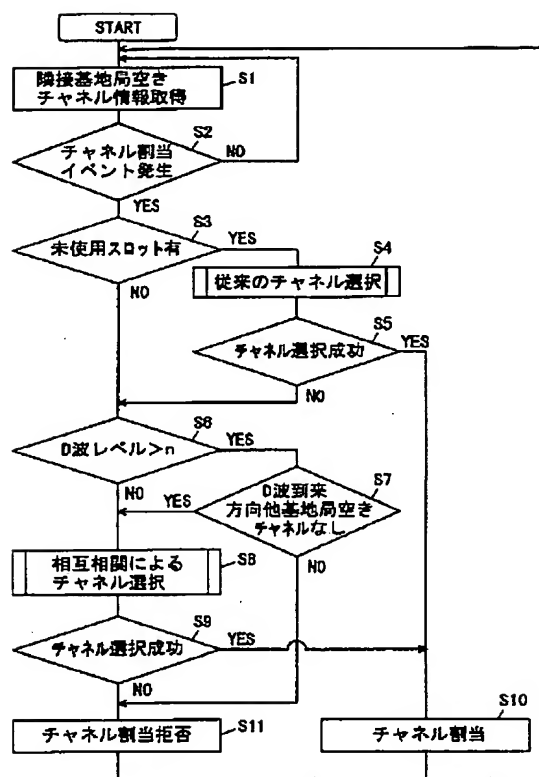 START
隣接基地局空き
チャネル情報取得
S1
チャネル割当
イベント発生
S2
NO
YES
未使用スロット有
S3
YES
NO
従来のチャネル選択
S4
チャネル選択成功
S5
YES
NO
D波レベル>n
S6
YES
NO
D波到来
方向他基地局空き
チャネルなし
S7
YES
NO
相互相関による
チャネル選択
S8
チャネル選択成功
S9
YES
NO
チャネル割当
S10
チャネル割当拒否
S11